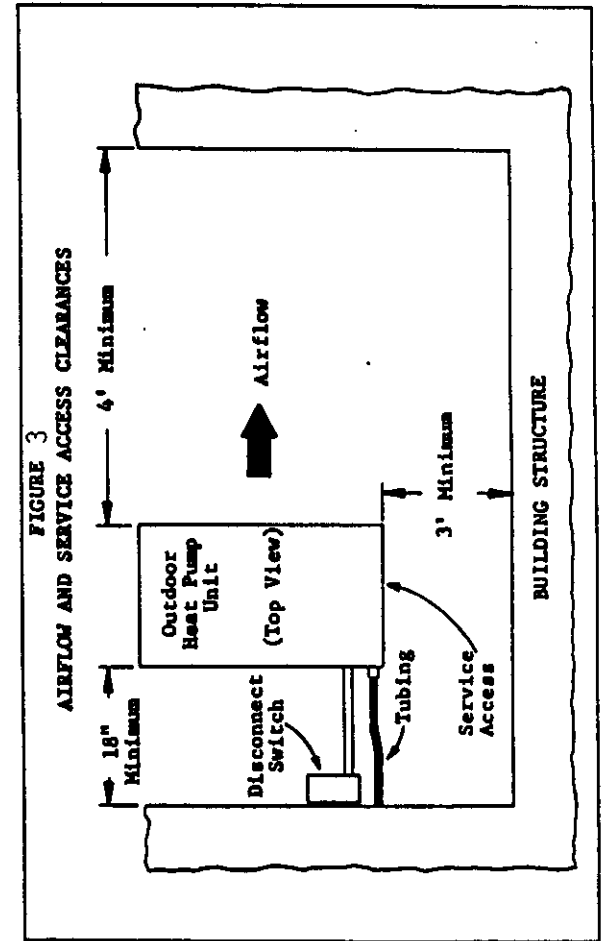 FIGURE 3
AIRFLOW AND SERVICE ACCESS CLEARANCES
18"
Minimum
4' Minimum
Outdoor
Heat Pump
Unit
(Top View)
Airflow
Disconnect
Switch
Tubing
Service
Access
3' Minimum
BUILDING STRUCTURE